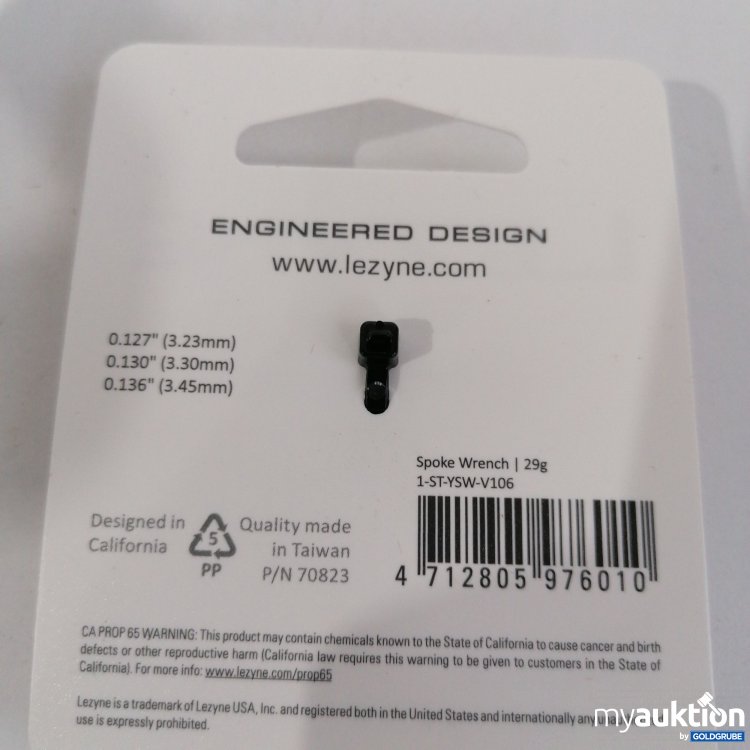 ENGINEERED DESIGN
www.lezyne.com
0.127" (3.23mm)
0.130" (3.30mm)
0.136" (3.45mm)
Spoke Wrench | 29g
1-ST-YSW-V106
4 712805 976010
Designed in
California
5
PP
Quality made
in Taiwan
P/N 70823
CA PROP 65 WARNING: This product may contain chemicals known to the State of California to cause cancer and birth
defects or other reproductive harm (California law requires this warning to be given to customers in the State of
California). For more info: www.lezyne.com/prop65
Lezyne is a trademark of Lezyne USA, Inc. and registered both in the United States and internationally
use is expressly prohibited.
myauktion
by GOLDGRUBE